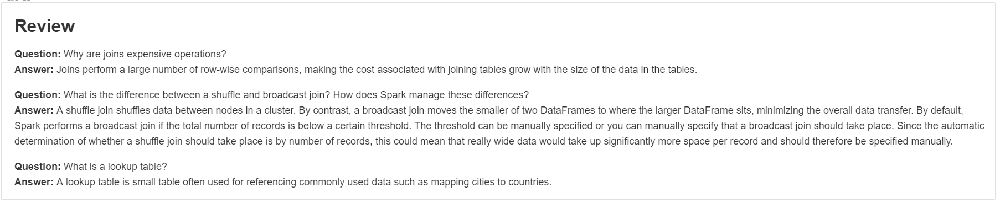 Review
Question: Why are joins expensive operations?
Answer: Joins perform a large number of row-wise comparisons, making the cost associated with joining tables grow with the size of the data in the tables.
Question: What is the difference between a shuffle and broadcast join? How does Spark manage these differences?
Answer: A shuffle join shuffles data between nodes in a cluster. By contrast, a broadcast join moves the smaller of two DataFrames to where the larger DataFrame sits, minimizing the overall data transfer. By default,
Spark performs a broadcast join if the total number of records is below a certain threshold. The threshold can be manually specified or you can manually specify that a broadcast join should take place. Since the automatic
determination of whether a shuffle join should take place is by number of records, this could mean that really wide data would take up significantly more space per record and should therefore be specified manually.
Question: What is a lookup table?
Answer: A lookup table is small table often used for referencing commonly used data such as mapping cities to countries.